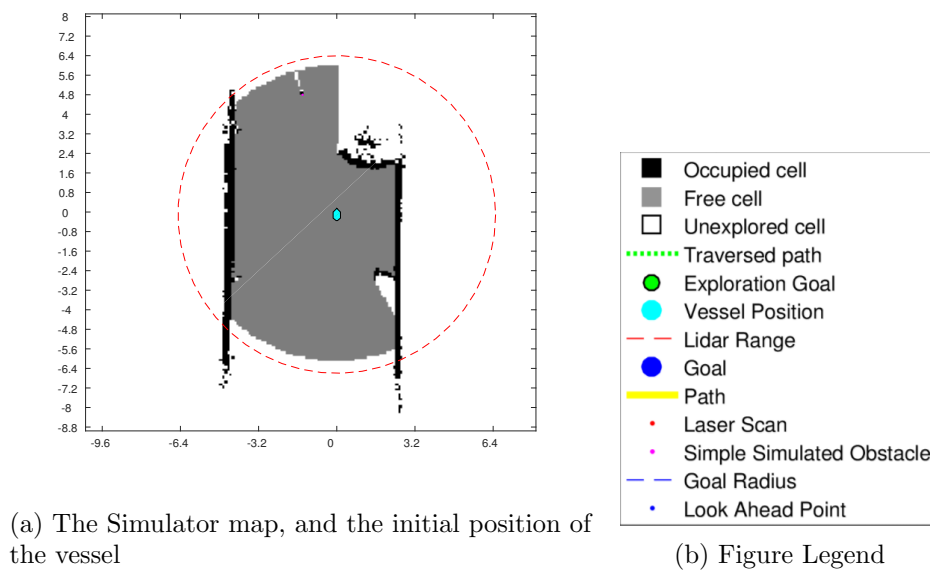 8
7.2
6.4
5.6
4.8
4
3.2
2.4
1.6
0.8
0
-0.8
-1.6
-2.4
-3.2
-4
-4.8
-5.6
-6.4
-7.2
-8
-8.8
-9.6 -6.4 -3.2 0 3.2 6.4
(a) The Simulator map, and the initial position of
the vessel
Occupied cell
Free cell
Unexplored cell
Traversed path
Exploration Goal
Vessel Position
Lidar Range
Goal
Path
Laser Scan
Simple Simulated Obstacle
Goal Radius
Look Ahead Point
(b) Figure Legend